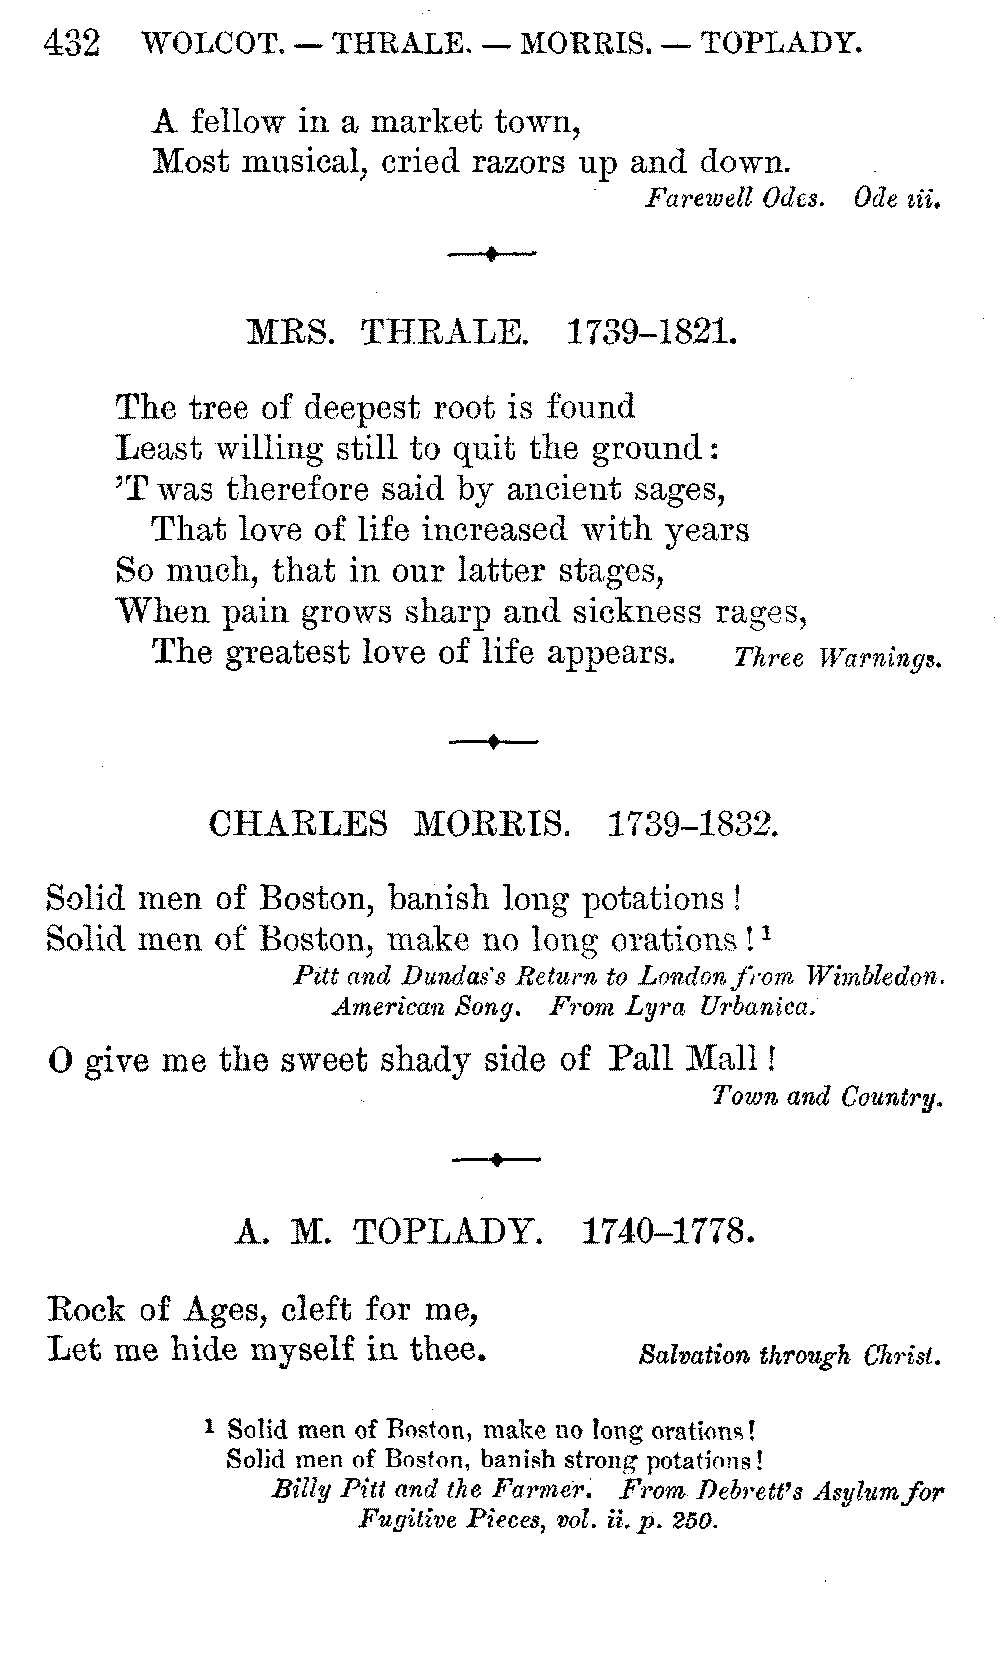 432 WOLCOT. — THRALE. — MORRIS. — TOPLADY.
A fellow in a market town,
Most musical, cried razors up and down.
Farewell Odes. Ode iii.
MRS. THRALE. 1739–1821.
The tree of deepest root is found
Least willing still to quit the ground:
’T was therefore said by ancient sages,
That love of life increased with years
So much, that in our latter stages,
When pain grows sharp and sickness rages,
The greatest love of life appears. Three Warnings.
CHARLES MORRIS. 1739–1832.
Solid men of Boston, banish long potations!
Solid men of Boston, make no long orations!¹
Pitt and Dundas's Return to London from Wimbledon.
American Song. From Lyra Urbanica.
O give me the sweet shady side of Pall Mall!
Town and Country.
A. M. TOPLADY. 1740–1778.
Rock of Ages, cleft for me,
Let me hide myself in thee. Salvation through Christ.
¹ Solid men of Boston, make no long orations!
Solid men of Boston, banish strong potations!
Billy Pitt and the Farmer. From Debrett's Asylum for
Fugitive Pieces, vol. ii. p. 250.